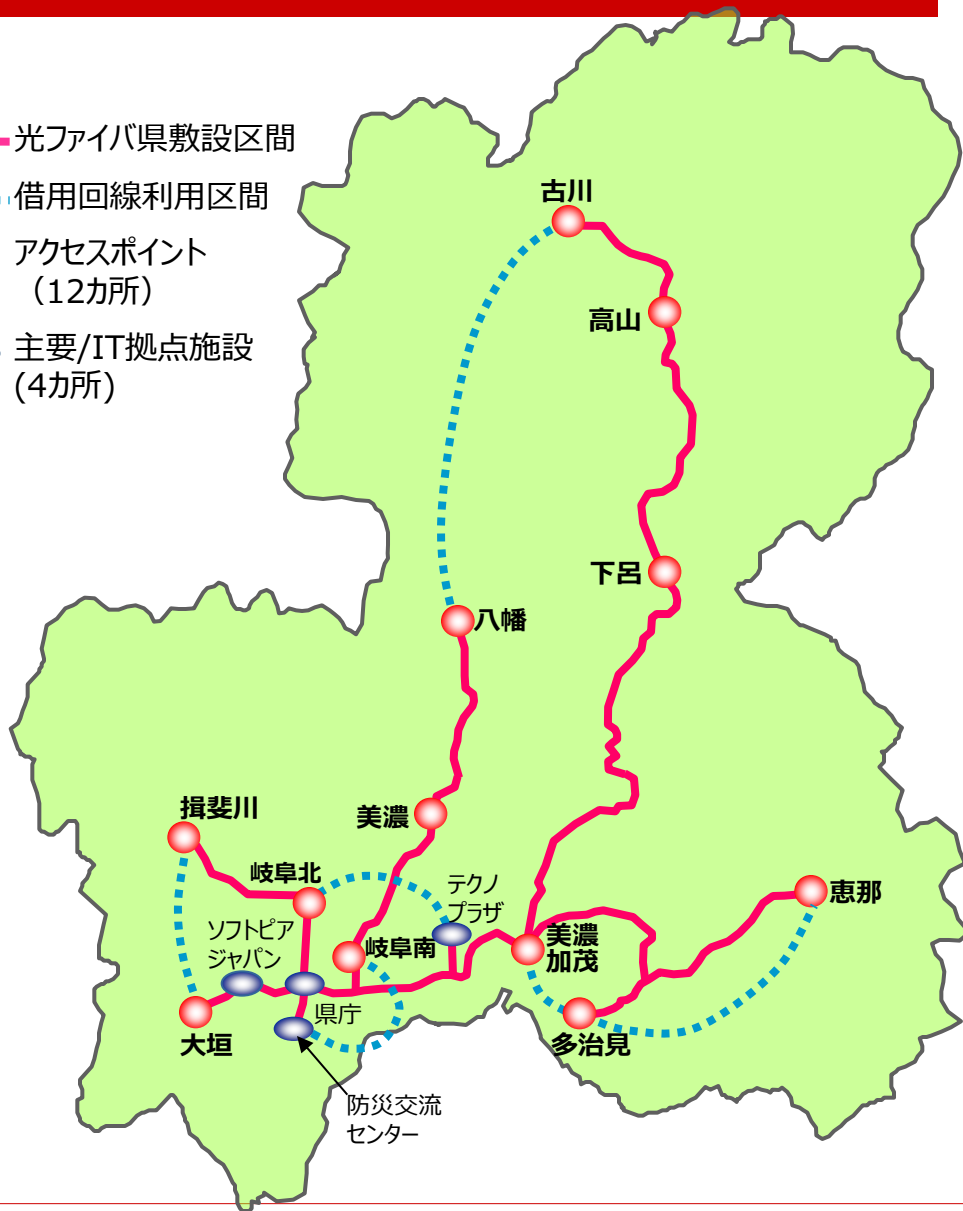 光ファイバ県敷設区間
借用回線利用区間
アクセスポイント
（12カ所）
主要/IT拠点施設
(4カ所)
古川
高山
下呂
八幡
美濃
揖斐川
岐阜北
テクノ
プラザ
恵那
ソフトピア
ジャパン
岐阜南
美濃
加茂
県庁
大垣
多治見
防災交流
センター